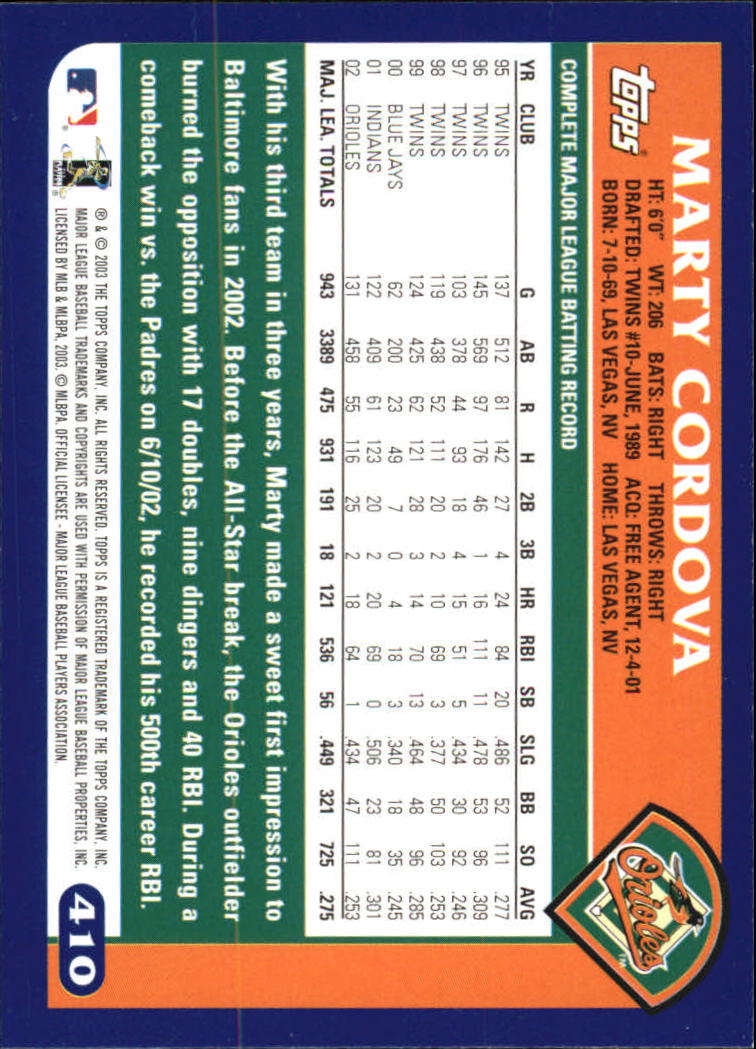 MARTY CORDOVA
topps
HT: 6'0" WT: 206 BATS: RIGHT THROWS: RIGHT
DRAFTED: TWINS #10-JUNE, 1989 ACQ: FREE AGENT, 12-4-01
BORN: 7-10-69, LAS VEGAS, NV HOME: LAS VEGAS, NV
Orioles
TM
COMPLETE MAJOR LEAGUE BATTING RECORD
YR CLUB G AB R H 2B 3B HR RBI SB SLG BB SO AVG
95 TWINS 137 512 81 142 27 4 24 84 20 .486 52 111 .277
96 TWINS 145 569 97 176 46 1 16 111 11 .478 53 96 .309
97 TWINS 103 378 44 93 18 4 15 51 5 .434 30 92 .246
98 TWINS 119 438 52 111 20 2 10 69 3 .377 50 103 .253
99 TWINS 124 425 62 121 28 3 14 70 13 .464 48 96 .285
00 BLUE JAYS 62 200 23 49 7 0 4 18 3 .340 18 35 .245
01 INDIANS 122 409 61 123 20 2 20 69 0 .506 23 81 .301
02 ORIOLES 131 458 55 116 25 2 18 64 1 .434 47 111 .253
MAJ. LEA. TOTALS 943 3389 475 931 191 18 121 536 56 .449 321 725 .275
With his third team in three years, Marty made a sweet first impression to
Baltimore fans in 2002. Before the All-Star break, the Orioles outfielder
burned the opposition with 17 doubles, nine dingers and 40 RBI. During a
comeback win vs. the Padres on 6/10/02, he recorded his 500th career RBI.
® & © 2003 THE TOPPS COMPANY, INC. ALL RIGHTS RESERVED. TOPPS IS A REGISTERED TRADEMARK OF THE TOPPS COMPANY, INC.
MAJOR LEAGUE BASEBALL TRADEMARKS AND COPYRIGHTS ARE USED WITH PERMISSION OF MAJOR LEAGUE BASEBALL PROPERTIES, INC.
LICENSED BY MLB & MLBPA, 2003. © MLBPA. OFFICIAL LICENSEE - MAJOR LEAGUE BASEBALL PLAYERS ASSOCIATION.
410